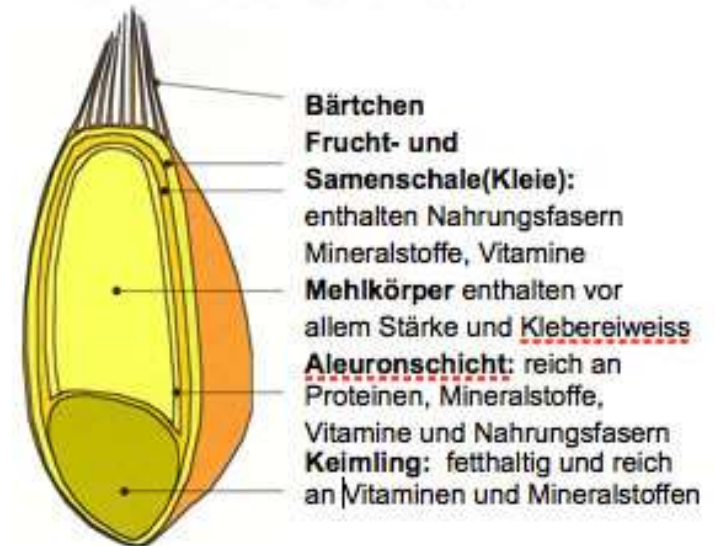 Bärtchen
Frucht- und
Samenschale(Kleie):
enthalten Nahrungsfasern
Mineralstoffe, Vitamine
Mehlkörper enthalten vor
allem Stärke und Klebereiweiss
Aleuronschicht: reich an
Proteinen, Mineralstoffe,
Vitamine und Nahrungsfasern
Keimling: fetthaltig und reich
an Vitaminen und Mineralstoffen